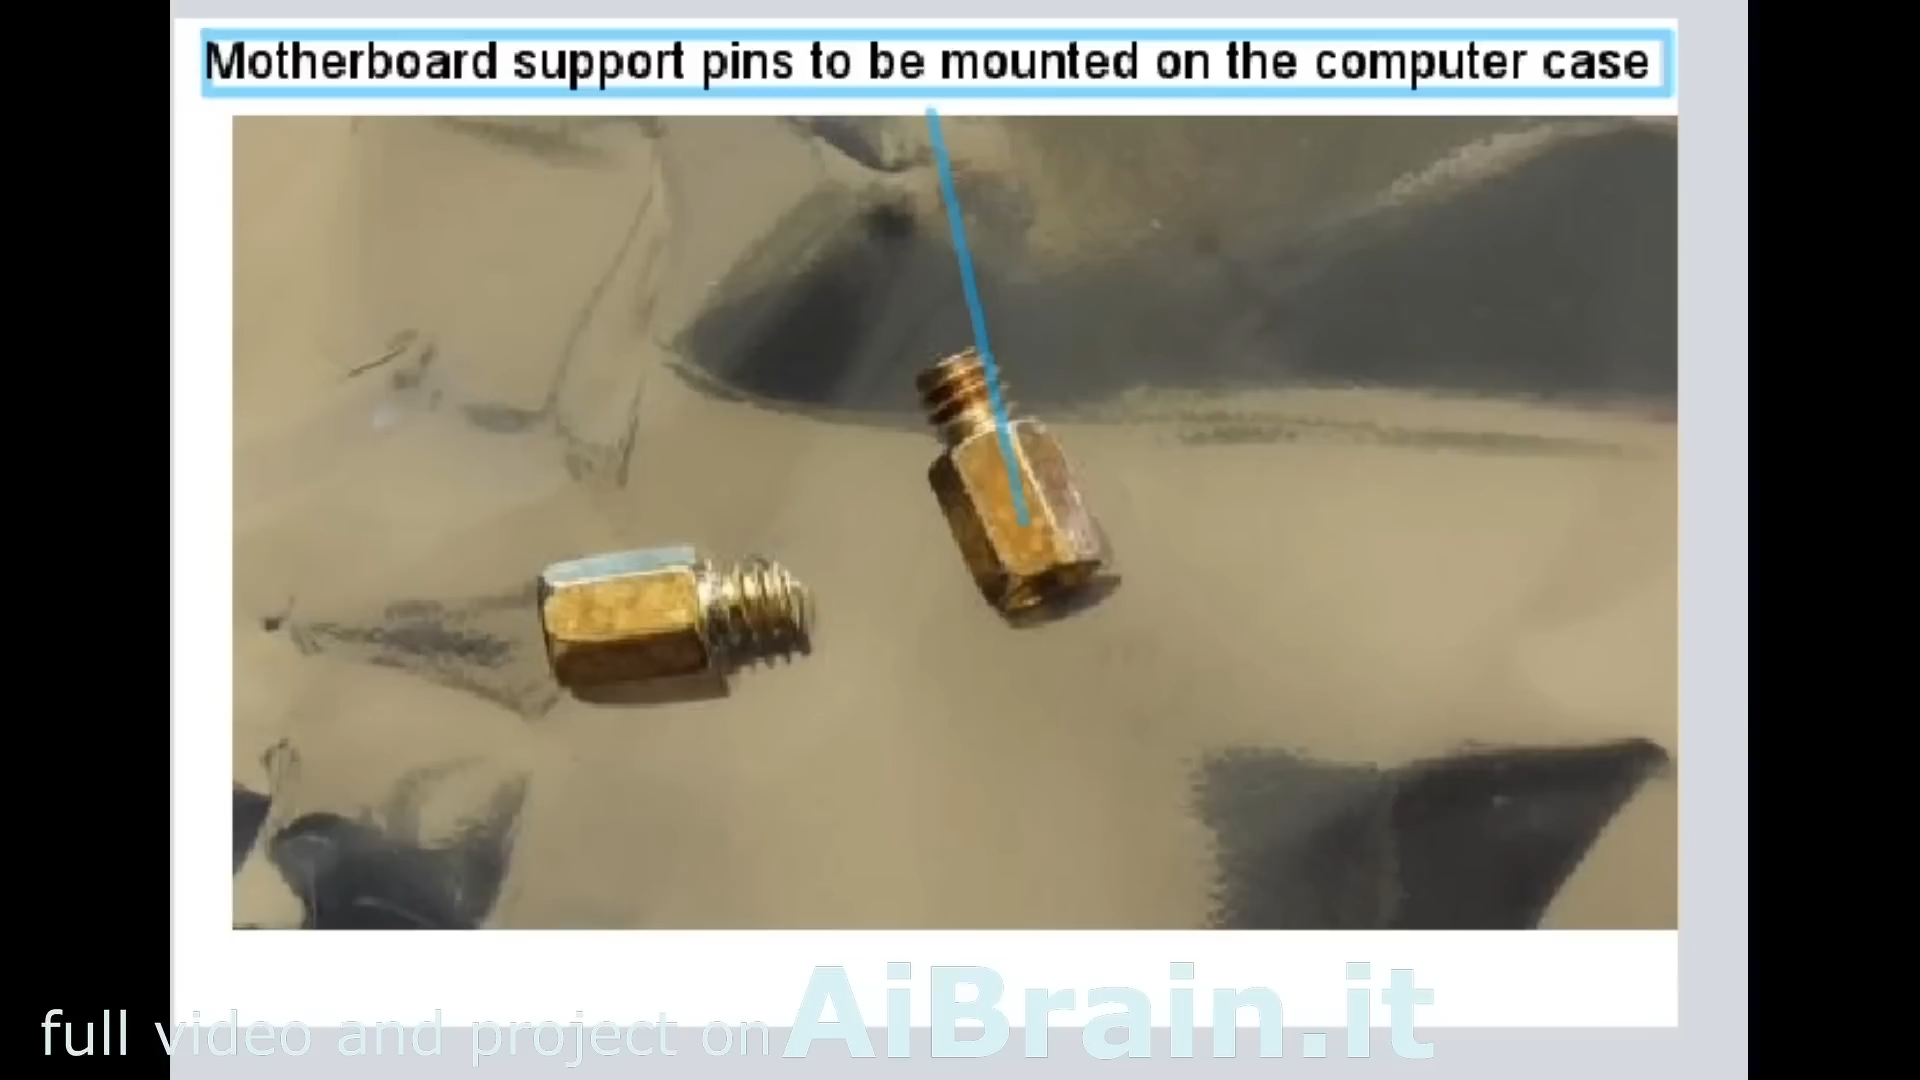 Motherboard support pins to be mounted on the computer case
full video and project on AiBrain.it